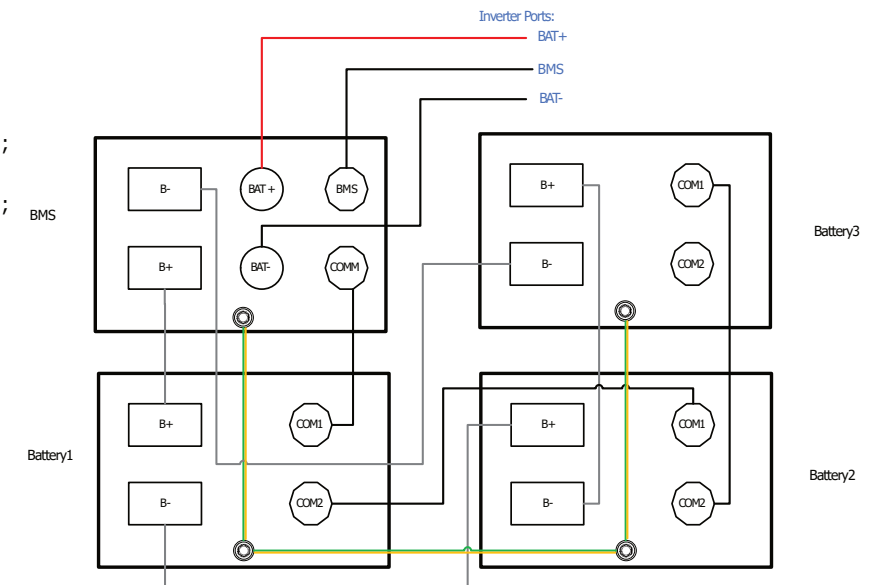 Inverter Ports:
BAT+
BMS
BAT-
;
;
BMS
B-
BAT +
BMS
B+
BAT-
COMM
B+
COM1
B-
COM2
Battery3
Battery1
B+
COM1
B-
COM2
B+
COM1
B-
COM2
Battery2